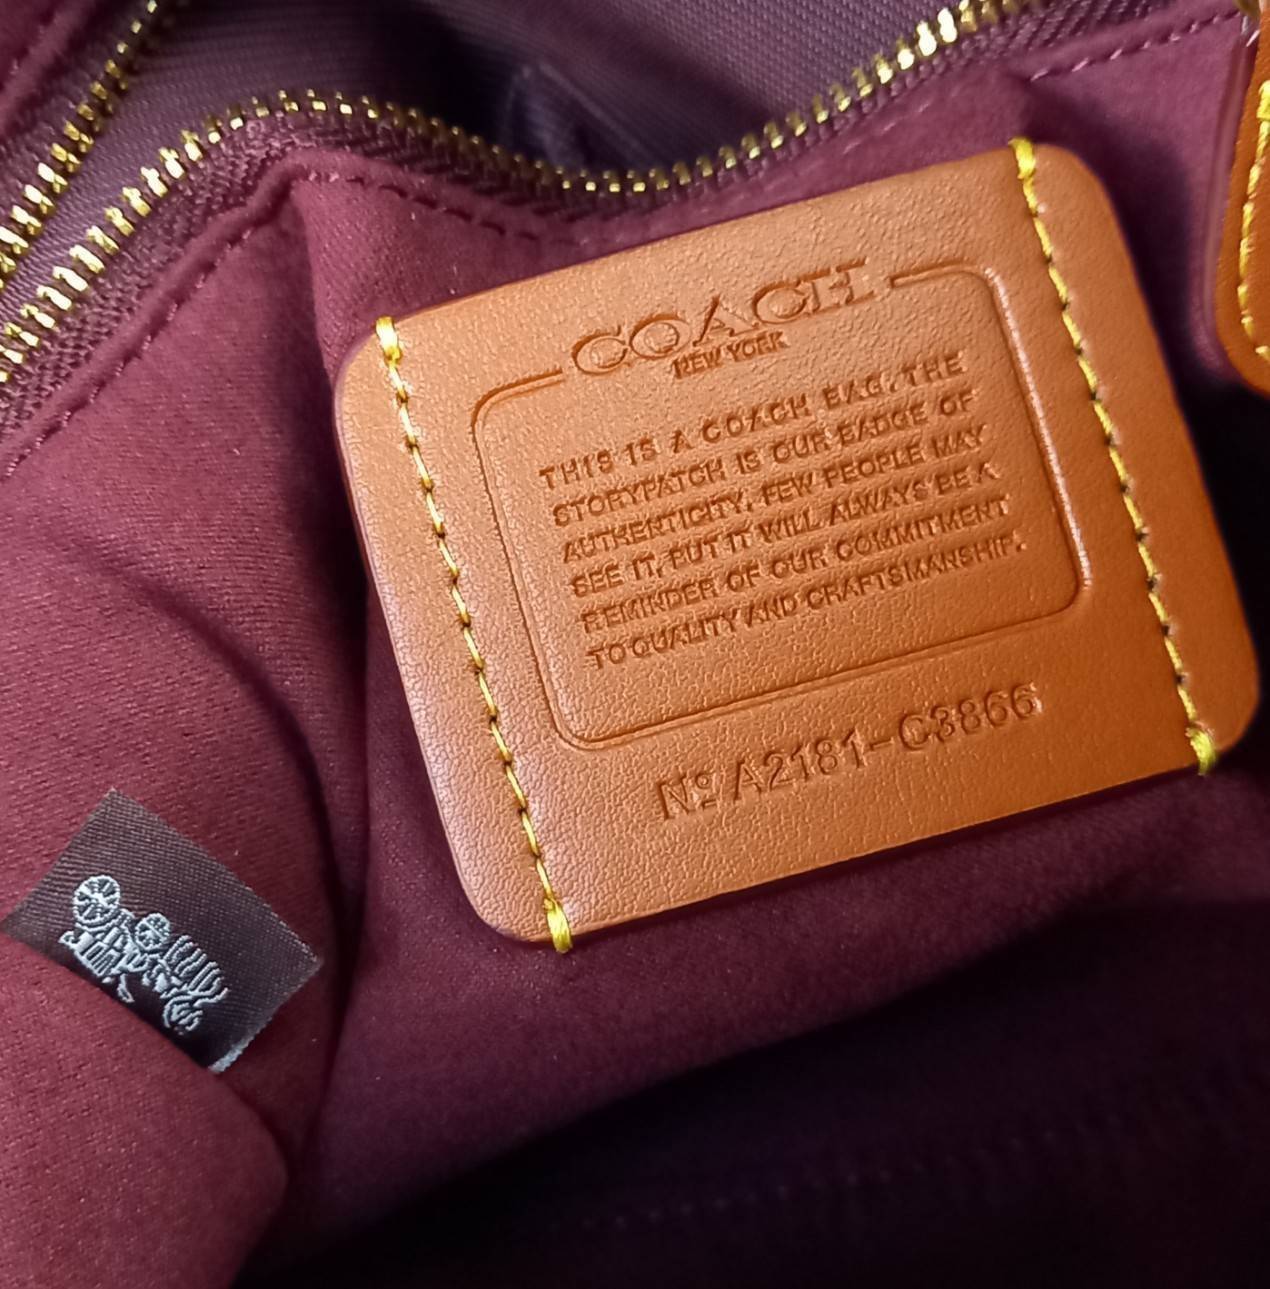 COACH
NEW YORK
THIS IS A COACH BAG. THE
STORYPATCH IS OUR BADGE OF
AUTHENTICITY, FEW PEOPLE MAY
SEE IT, PUT IT WILL ALWAYS BE A
REMINDER OF OUR COMMITMENT
TO QUALITY AND CRAFTSMANSHIP.
Nº A2181-C3866